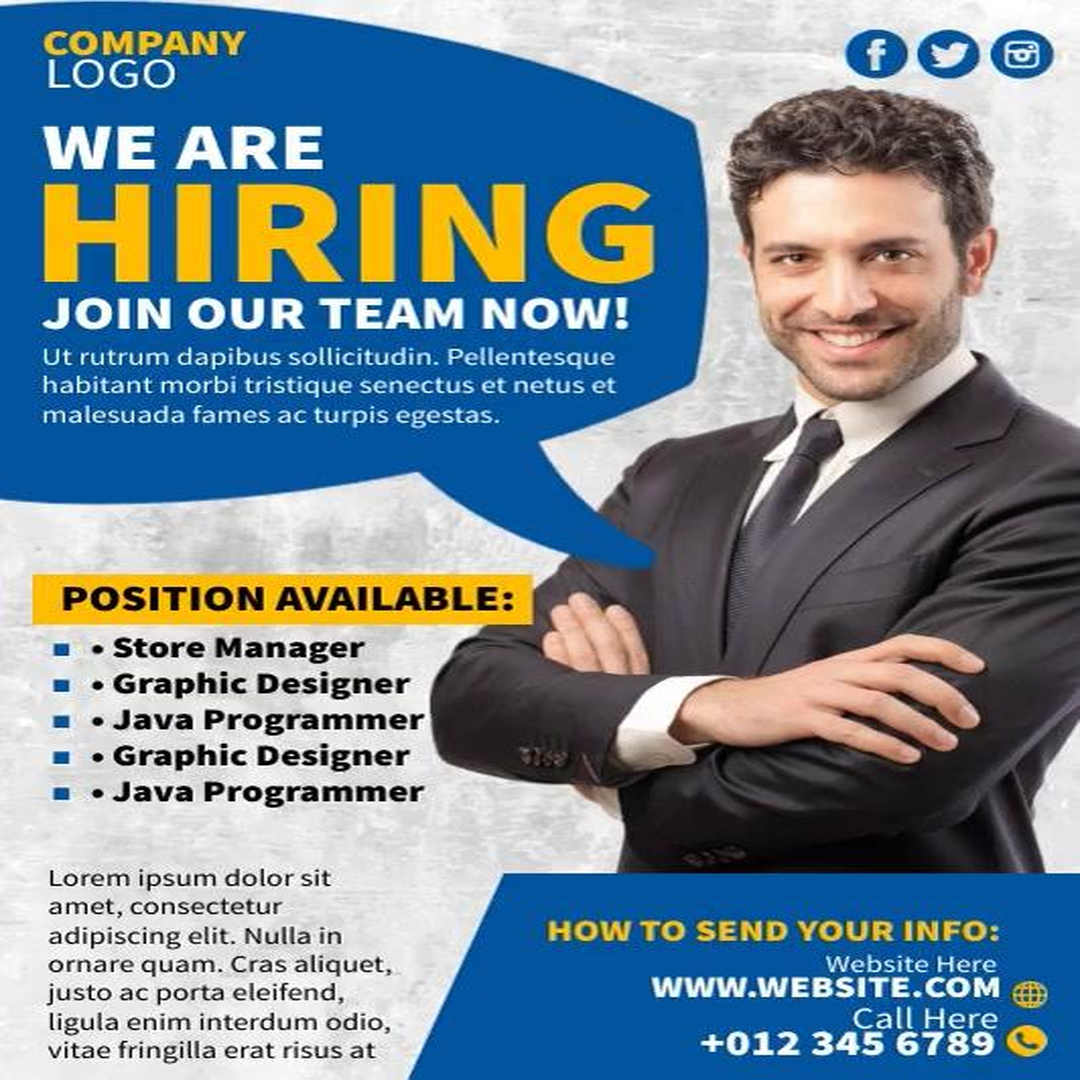 COMPANY
LOGO
WE ARE
HIRING
JOIN OUR TEAM NOW!
Ut rutrum dapibus sollicitudin. Pellentesque
habitant morbi tristique senectus et netus et
malesuada fames ac turpis egestas.
POSITION AVAILABLE:
• Store Manager
• Graphic Designer
• Java Programmer
• Graphic Designer
• Java Programmer
Lorem ipsum dolor sit
amet, consectetur
adipiscing elit. Nulla in
ornare quam. Cras aliquet,
justo ac porta eleifend,
ligula enim interdum odio,
vitae fringilla erat risus at
HOW TO SEND YOUR INFO:
Website Here
WWW.WEBSITE.COM
Call Here
+012 345 6789